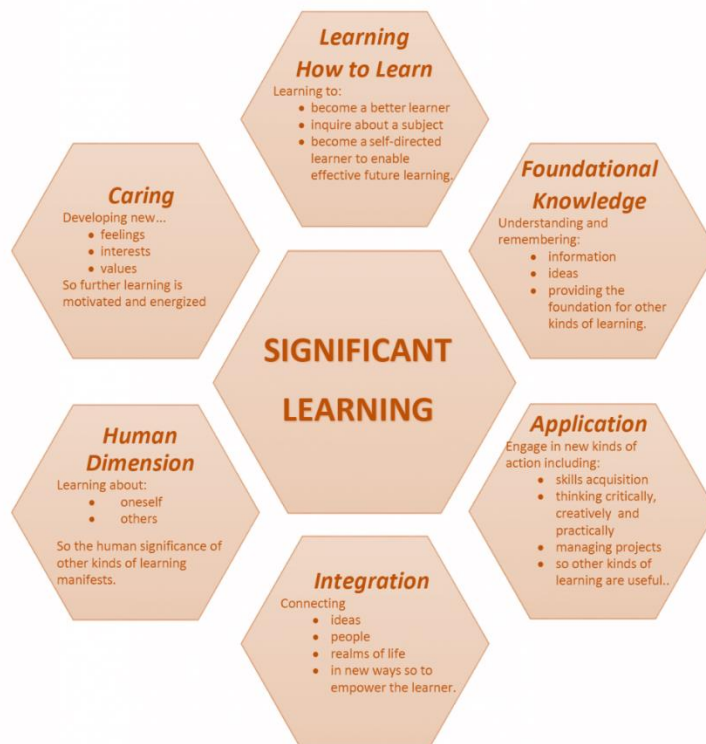 Learning
How to Learn
Learning to:
• become a better learner
• inquire about a subject
• become a self-directed
learner to enable
effective future learning.
Foundational
Knowledge
Understanding and
remembering:
• information
• ideas
• providing the
foundation for other
kinds of learning.
Application
Engage in new kinds of
action including:
• skills acquisition
• thinking critically,
creatively and
practically
• managing projects
• so other kinds of
learning are useful..
Integration
Connecting
• ideas
• people
• realms of life
• in new ways so to
empower the learner.
Human
Dimension
Learning about:
• oneself
• others
So the human significance of
other kinds of learning
manifests.
Caring
Developing new...
• feelings
• interests
• values
So further learning is
motivated and energized
SIGNIFICANT
LEARNING